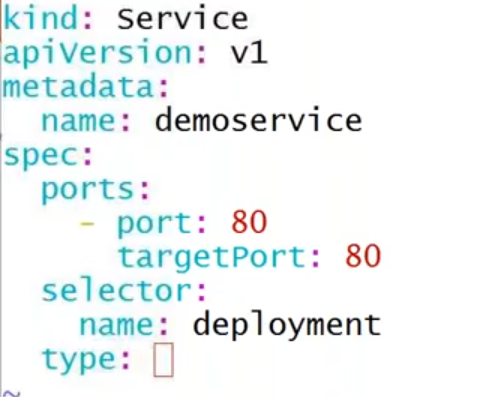 kind: Service
apiVersion: v1
metadata:
  name: demoservice
spec:
  ports:
    - port: 80
      targetPort: 80
  selector:
    name: deployment
  type:
~